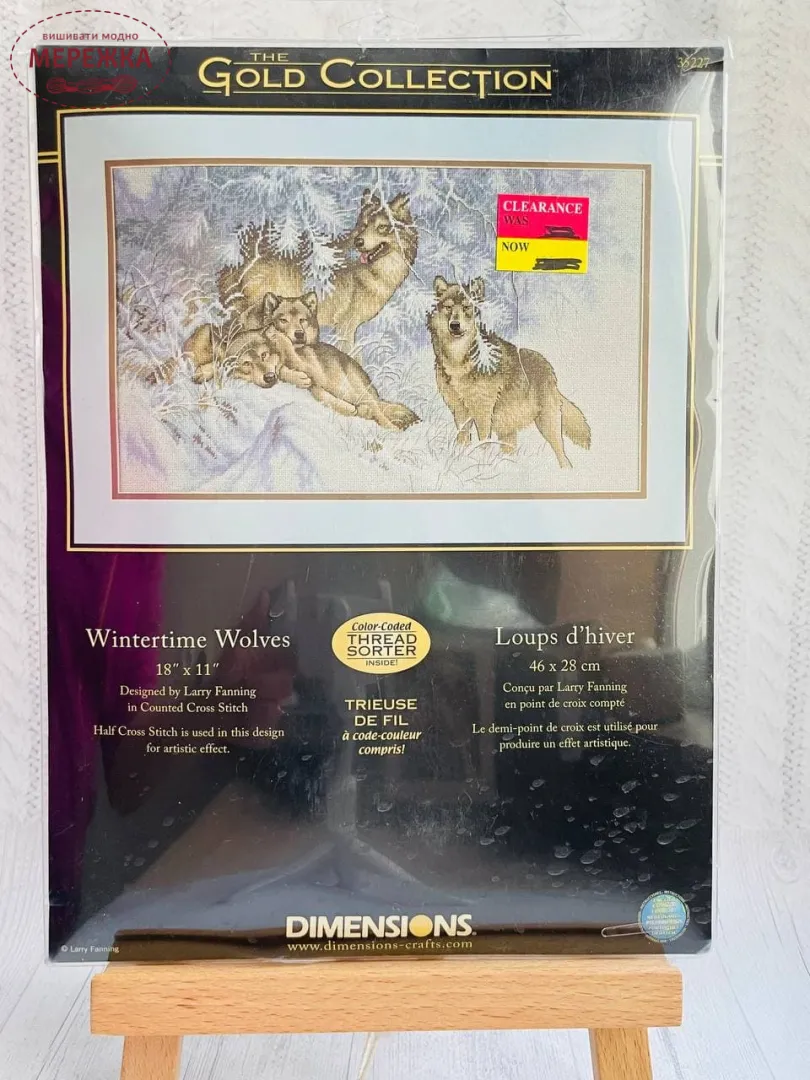 вишивати модно
МЕРЕЖКА
THE
GOLD COLLECTION™
35227
CLEARANCE
WAS
NOW
Wintertime Wolves
18" x 11"
Designed by Larry Fanning
in Counted Cross Stitch
Half Cross Stitch is used in this design
for artistic effect.
Color-Coded
THREAD
SORTER
INSIDE!
TRIEUSE
DE FIL
à code-couleur
compris!
Loups d'hiver
46 x 28 cm
Conçu par Larry Fanning
en point de croix compté
Le demi-point de croix est utilisé pour
produire un effet artistique.
DIMENSIONS
www.dimensions-crafts.com
© Larry Fanning